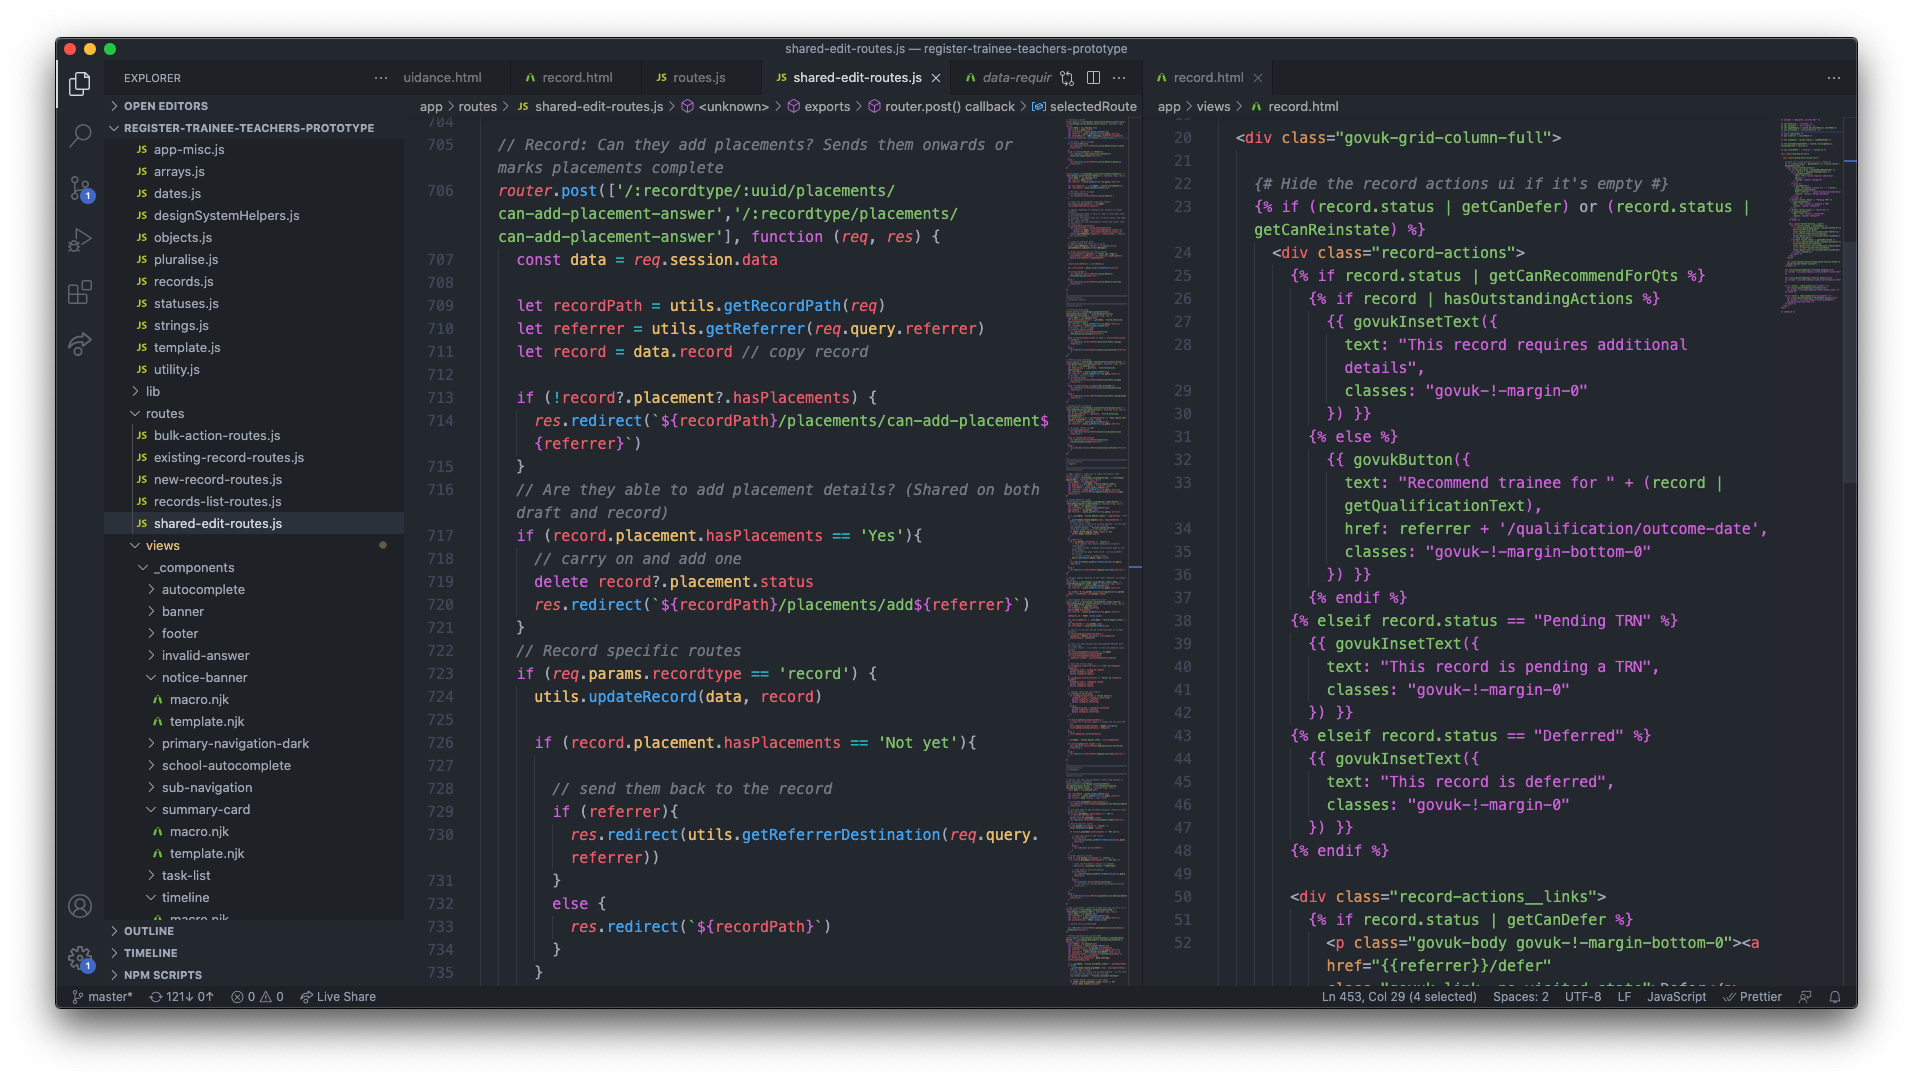 shared-edit-routes.js — register-trainee-teachers-prototype
EXPLORER
uidance.html
record.html
JS routes.js
JS shared-edit-routes.js
data-requir
record.html
OPEN EDITORS
REGISTER-TRAINEE-TEACHERS-PROTOTYPE
JS app-misc.js
JS arrays.js
JS dates.js
JS designSystemHelpers.js
JS objects.js
JS pluralise.js
JS records.js
JS statuses.js
JS strings.js
JS template.js
JS utility.js
lib
routes
JS bulk-action-routes.js
JS existing-record-routes.js
JS new-record-routes.js
JS records-list-routes.js
JS shared-edit-routes.js
views
_components
autocomplete
banner
footer
invalid-answer
notice-banner
macro.njk
template.njk
primary-navigation-dark
school-autocomplete
sub-navigation
summary-card
macro.njk
template.njk
task-list
timeline
macro.njk
OUTLINE
TIMELINE
NPM SCRIPTS
1
1
app > routes > JS shared-edit-routes.js > <unknown> > exports > router.post() callback > selectedRoute
704
705 // Record: Can they add placements? Sends them onwards or
marks placements complete
706 router.post(['/:recordtype/:uuid/placements/
can-add-placement-answer','/:recordtype/placements/
can-add-placement-answer'], function (req, res) {
707 const data = req.session.data
708
709 let recordPath = utils.getRecordPath(req)
710 let referrer = utils.getReferrer(req.query.referrer)
711 let record = data.record // copy record
712
713 if (!record?.placement?.hasPlacements) {
714 res.redirect(`${recordPath}/placements/can-add-placement$
{referrer}`)
715 }
716 // Are they able to add placement details? (Shared on both
draft and record)
717 if (record.placement.hasPlacements == 'Yes'){
718 // carry on and add one
719 delete record?.placement.status
720 res.redirect(`${recordPath}/placements/add${referrer}`)
721 }
722 // Record specific routes
723 if (req.params.recordtype == 'record') {
724 utils.updateRecord(data, record)
725
726 if (record.placement.hasPlacements == 'Not yet'){
727
728 // send them back to the record
729 if (referrer){
730 res.redirect(utils.getReferrerDestination(req.query.
referrer))
731 }
732 else {
733 res.redirect(`${recordPath}`)
734 }
735 }
app > views > record.html
20 <div class="govuk-grid-column-full">
21
22 {# Hide the record actions ui if it's empty #}
23 {% if (record.status | getCanDefer) or (record.status |
getCanReinstate) %}
24 <div class="record-actions">
25 {% if record.status | getCanRecommendForQts %}
26 {% if record | hasOutstandingActions %}
27 {{ govukInsetText({
28 text: "This record requires additional
details",
29 classes: "govuk-!-margin-0"
30 }) }}
31 {% else %}
32 {{ govukButton({
33 text: "Recommend trainee for " + (record |
getQualificationText),
34 href: referrer + '/qualification/outcome-date',
35 classes: "govuk-!-margin-bottom-0"
36 }) }}
37 {% endif %}
38 {% elseif record.status == "Pending TRN" %}
39 {{ govukInsetText({
40 text: "This record is pending a TRN",
41 classes: "govuk-!-margin-0"
42 }) }}
43 {% elseif record.status == "Deferred" %}
44 {{ govukInsetText({
45 text: "This record is deferred",
46 classes: "govuk-!-margin-0"
47 }) }}
48 {% endif %}
49
50 <div class="record-actions__links">
51 {% if record.status | getCanDefer %}
52 <p class="govuk-body govuk-!-margin-bottom-0"><a
href="{{referrer}}/defer"
master* 121↓ 0↑ 0 0 Live Share
Ln 453, Col 29 (4 selected) Spaces: 2 UTF-8 LF JavaScript Prettier